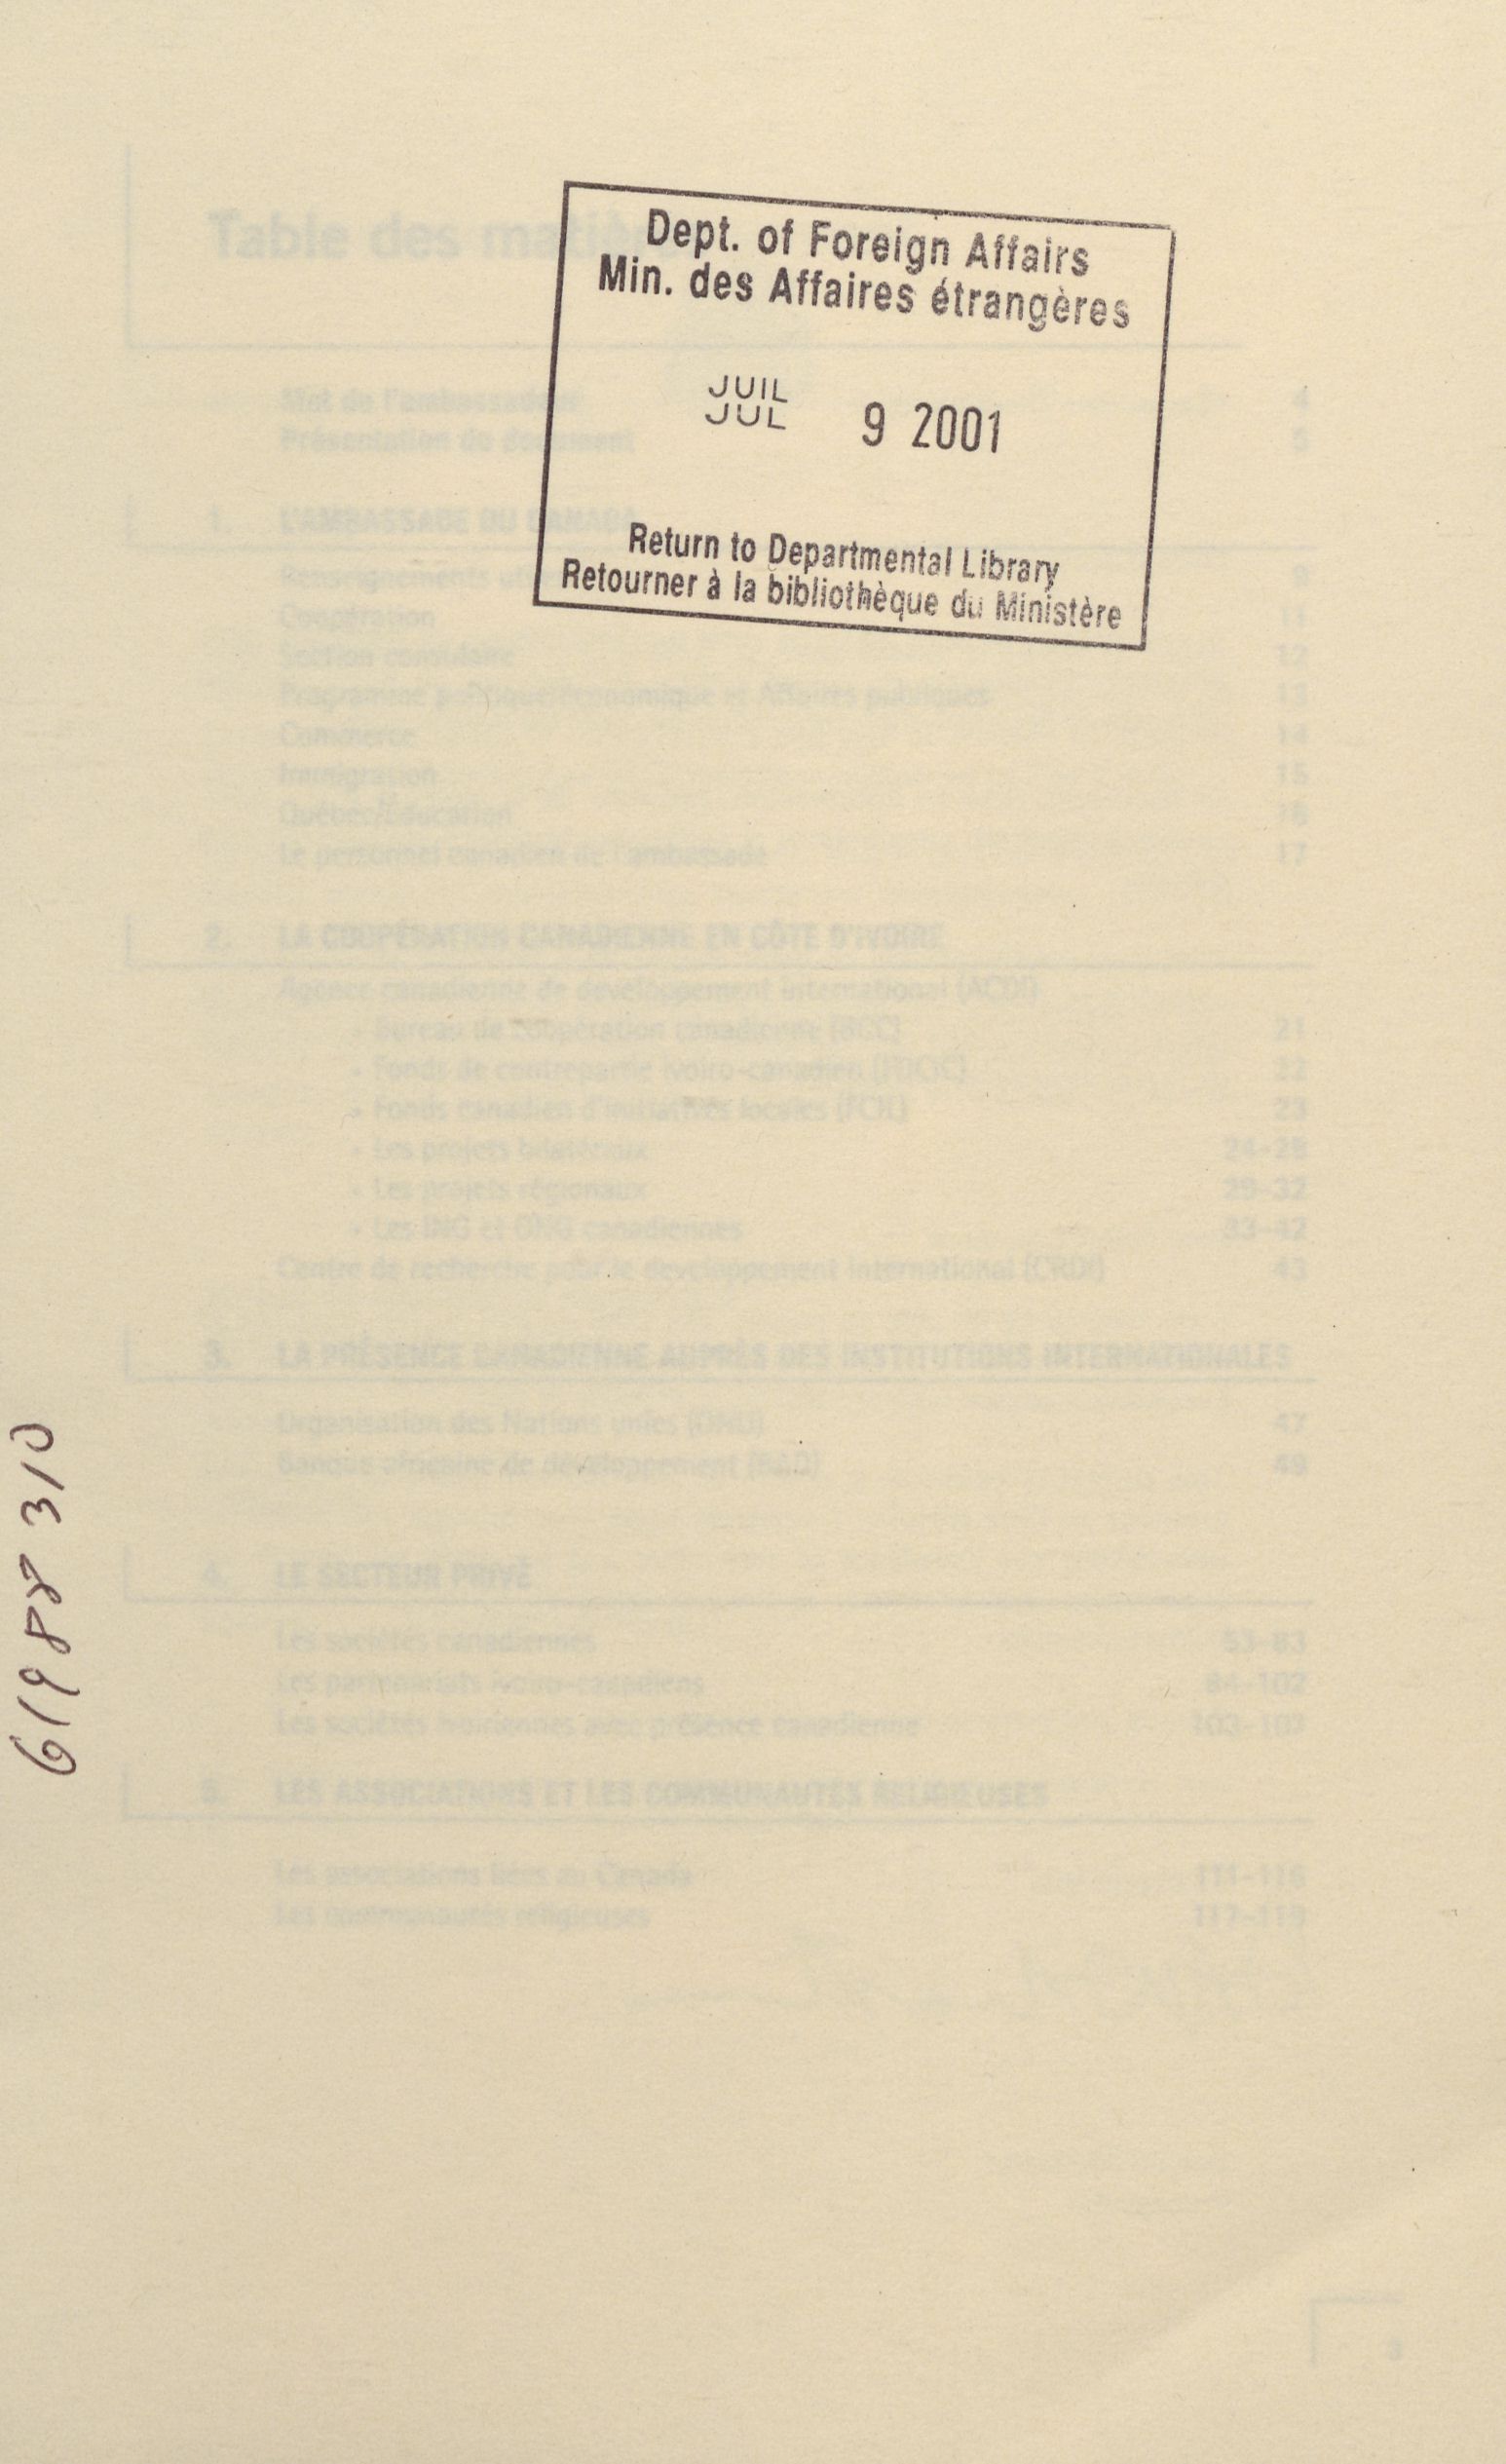 Table des
Dept. of Foreign Affairs
Min. des Affaires étrangères
JUIL
JUL 9 2001
Return to Departmental Library
Retourner à la bibliothèque du Ministère
Mot de l'ambassadeur 4
Présentation du document 5
1. L'AMBASSADE DU CANADA
Renseignements
Coopération 11
Section consulaire 12
Programme politique/économique et Affaires publiques 13
Commerce 14
Immigration 15
Québec/Éducation 16
Le personnel canadien de l'ambassade 17
2. LA COOPÉRATION CANADIENNE EN CÔTE D'IVOIRE
Agence canadienne de développement international (ACDI)
• Bureau de coopération canadienne (BCC) 21
• Fonds de contrepartie ivoiro-canadien 22
• Fonds canadien d'initiatives locales (FCIL) 23
• Les projets bilatéraux 24-28
• Les projets régionaux 29-32
• Les ING et ONG canadiennes 33-42
Centre de recherche pour le développement international (CRDI) 43
3. LA PRÉSENCE CANADIENNE AUPRÈS DES INSTITUTIONS INTERNATIONALES
Organisation des Nations unies (ONU) 47
Banque africaine de développement (BAD)
4. LE SECTEUR PRIVÉ
Les sociétés canadiennes 53-83
Les partenariats ivoiro-canadiens 84-102
Les sociétés ivoiriennes avec présence canadienne
5. LES ASSOCIATIONS ET LES COMMUNAUTÉS RELIGIEUSES
Les associations liées au Canada 111-116
Les communautés religieuses 117-119
3
61988310